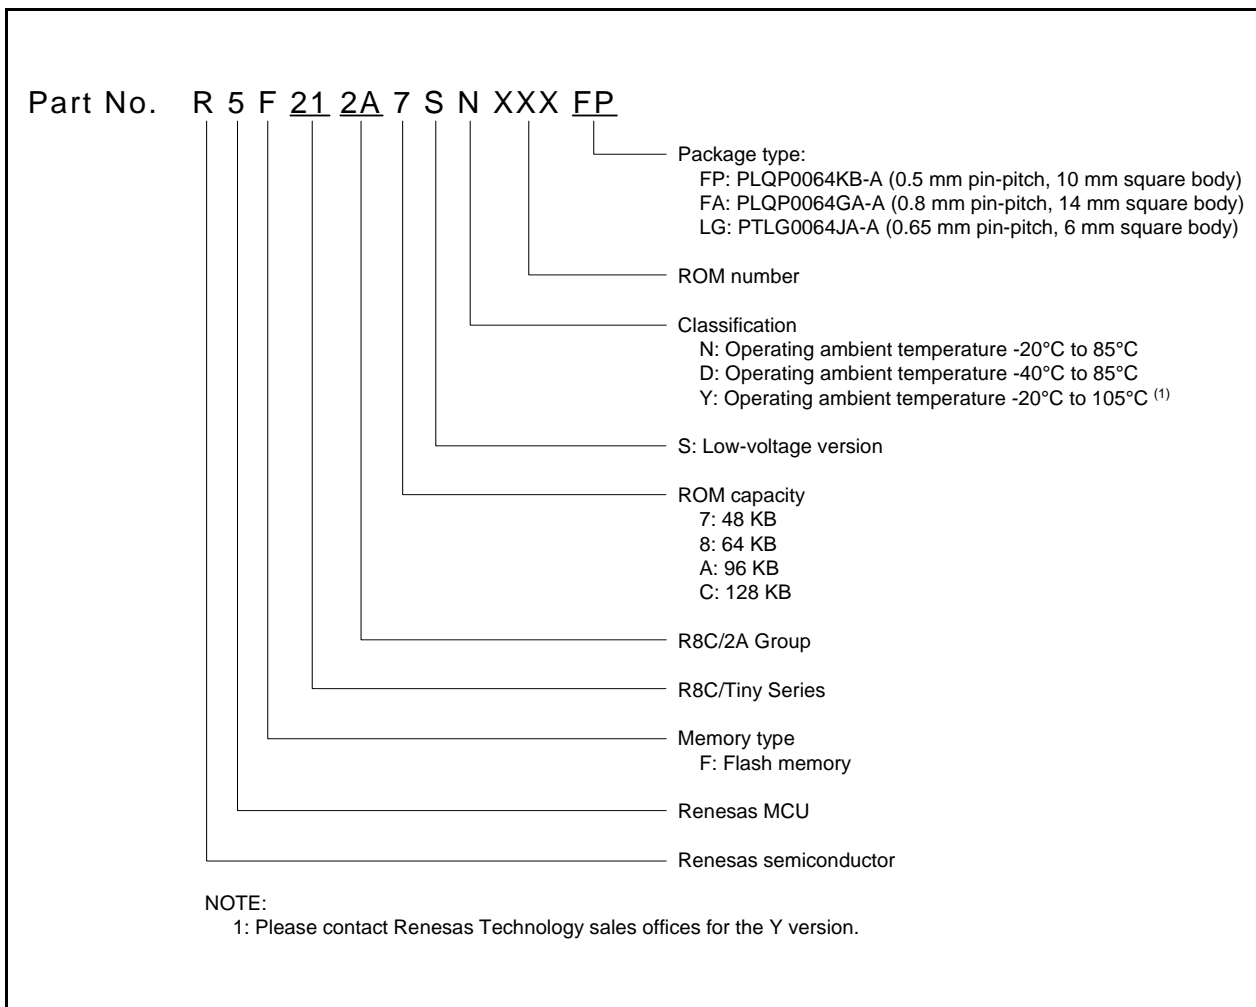 Part No. R 5 F 21 2A 7 S N XXX FP
Package type:
FP: PLQP0064KB-A (0.5 mm pin-pitch, 10 mm square body)
FA: PLQP0064GA-A (0.8 mm pin-pitch, 14 mm square body)
LG: PTLG0064JA-A (0.65 mm pin-pitch, 6 mm square body)
ROM number
Classification
N: Operating ambient temperature -20°C to 85°C
D: Operating ambient temperature -40°C to 85°C
Y: Operating ambient temperature -20°C to 105°C (1)
S: Low-voltage version
ROM capacity
7: 48 KB
8: 64 KB
A: 96 KB
C: 128 KB
R8C/2A Group
R8C/Tiny Series
Memory type
F: Flash memory
Renesas MCU
Renesas semiconductor
NOTE:
1: Please contact Renesas Technology sales offices for the Y version.